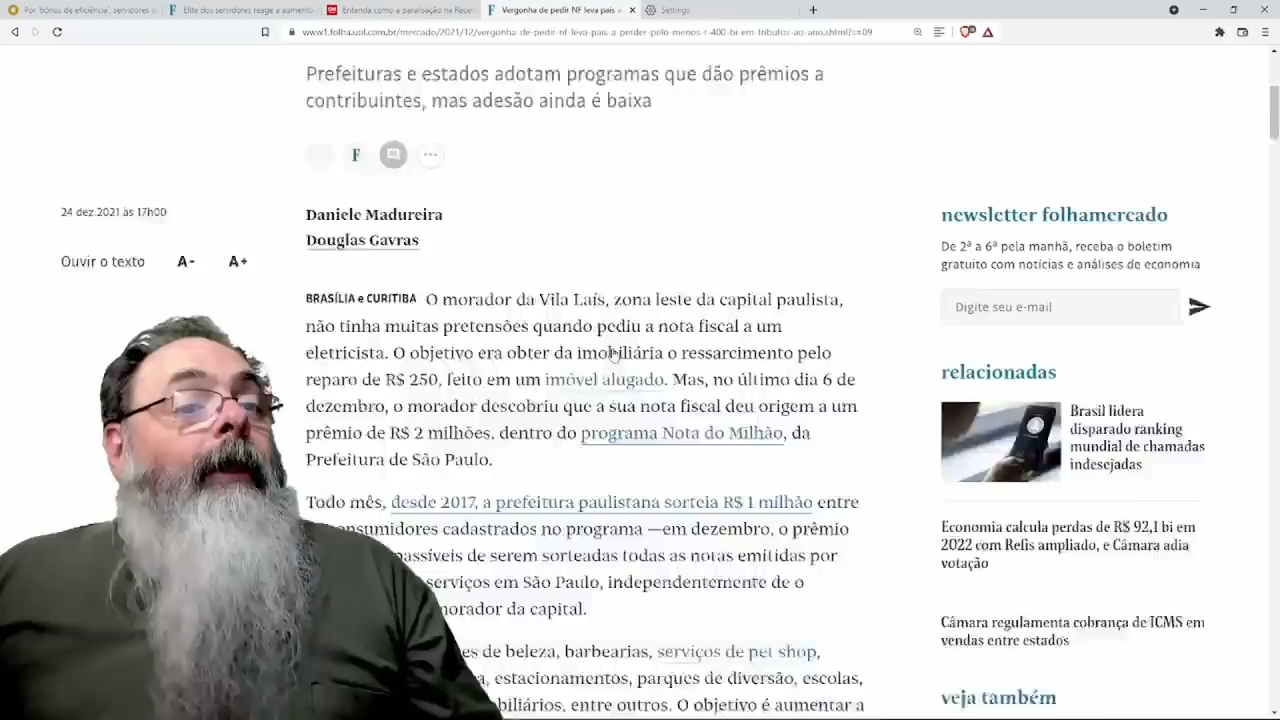 Por 'bônus de eficiência', servidores
Elite dos servidores reage a aumento
Entenda como a paralisação na Rece
Vergonha de pedir NF leva país a
Settings
www1.folha.uol.com.br/mercado/2021/12/vergonha-de-pedir-nf-leva-pais-a-perder-pelo-menos-r-400-bi-em-tributos-ao-ano.shtml?s=09
Prefeituras e estados adotam programas que dão prêmios a
contribuintes, mas adesão ainda é baixa
F
24 dez.2021 às 17h00
Ouvir o texto A- A+
Daniele Madureira
Douglas Gavras
BRASÍLIA e CURITIBA O morador da Vila Laís, zona leste da capital paulista,
não tinha muitas pretensões quando pediu a nota fiscal a um
eletricista. O objetivo era obter da imobiliária o ressarcimento pelo
reparo de R$ 250, feito em um imóvel alugado. Mas, no último dia 6 de
dezembro, o morador descobriu que a sua nota fiscal deu origem a um
prêmio de R$ 2 milhões, dentro do programa Nota do Milhão, da
Prefeitura de São Paulo.
Todo mês, desde 2017, a prefeitura paulistana sorteia R$ 1 milhão entre
onsumidores cadastrados no programa —em dezembro, o prêmio
passíveis de serem sorteadas todas as notas emitidas por
serviços em São Paulo, independentemente de o
morador da capital.
es de beleza, barbearias, serviços de pet shop,
a, estacionamentos, parques de diversão, escolas,
biliários, entre outros. O objetivo é aumentar a
newsletter folhamercado
De 2ª a 6ª pela manhã, receba o boletim
gratuito com notícias e análises de economia
Digite seu e-mail
relacionadas
Brasil lidera
disparado ranking
mundial de chamadas
indesejadas
Economia calcula perdas de R$ 92,1 bi em
2022 com Refis ampliado, e Câmara adia
votação
Câmara regulamenta cobrança de ICMS em
vendas entre estados
veja também